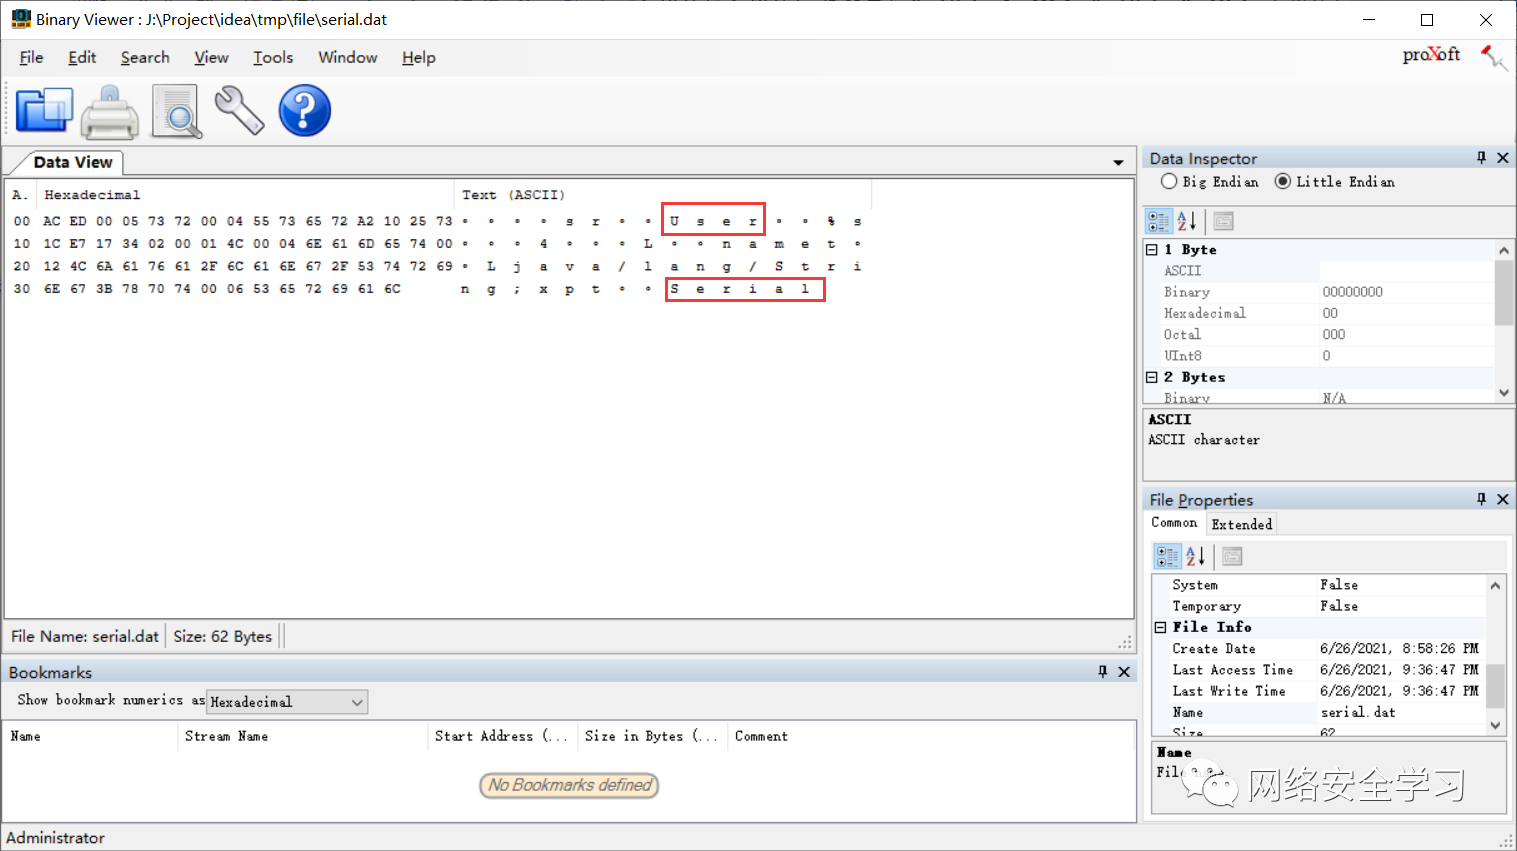 Binary Viewer : J:\Project\idea\tmp\file\serial.dat
File Edit Search View Tools Window Help
proXoft
Data View
A. Hexadecimal Text (ASCII)
00 AC ED 00 05 73 72 00 04 55 73 65 72 A2 10 25 73 ∘ ∘ ∘ ∘ s r ∘ ∘ U s e r ∘ ∘ % s
10 1C E7 17 34 02 00 01 4C 00 04 6E 61 6D 65 74 00 ∘ ∘ ∘ 4 ∘ ∘ ∘ L ∘ ∘ n a m e t ∘
20 12 4C 6A 61 76 61 2F 6C 61 6E 67 2F 53 74 72 69 ∘ L j a v a / l a n g / S t r i
30 6E 67 3B 78 70 74 00 06 53 65 72 69 61 6C n g ; x p t ∘ ∘ S e r i a l
File Name: serial.dat Size: 62 Bytes
Bookmarks
Show bookmark numerics as Hexadecimal
Name Stream Name Start Address (... Size in Bytes (... Comment
No Bookmarks defined
Administrator
Data Inspector
Big Endian Little Endian
1 Byte
ASCII
Binary 00000000
Hexadecimal 00
Octal 000
UInt8 0
2 Bytes
Binary N/A
ASCII
ASCII character
File Properties
Common Extended
System False
Temporary False
File Info
Create Date 6/26/2021, 8:58:26 PM
Last Access Time 6/26/2021, 9:36:47 PM
Last Write Time 6/26/2021, 9:36:47 PM
Name serial.dat
Size 62
Name
File
网络安全学习